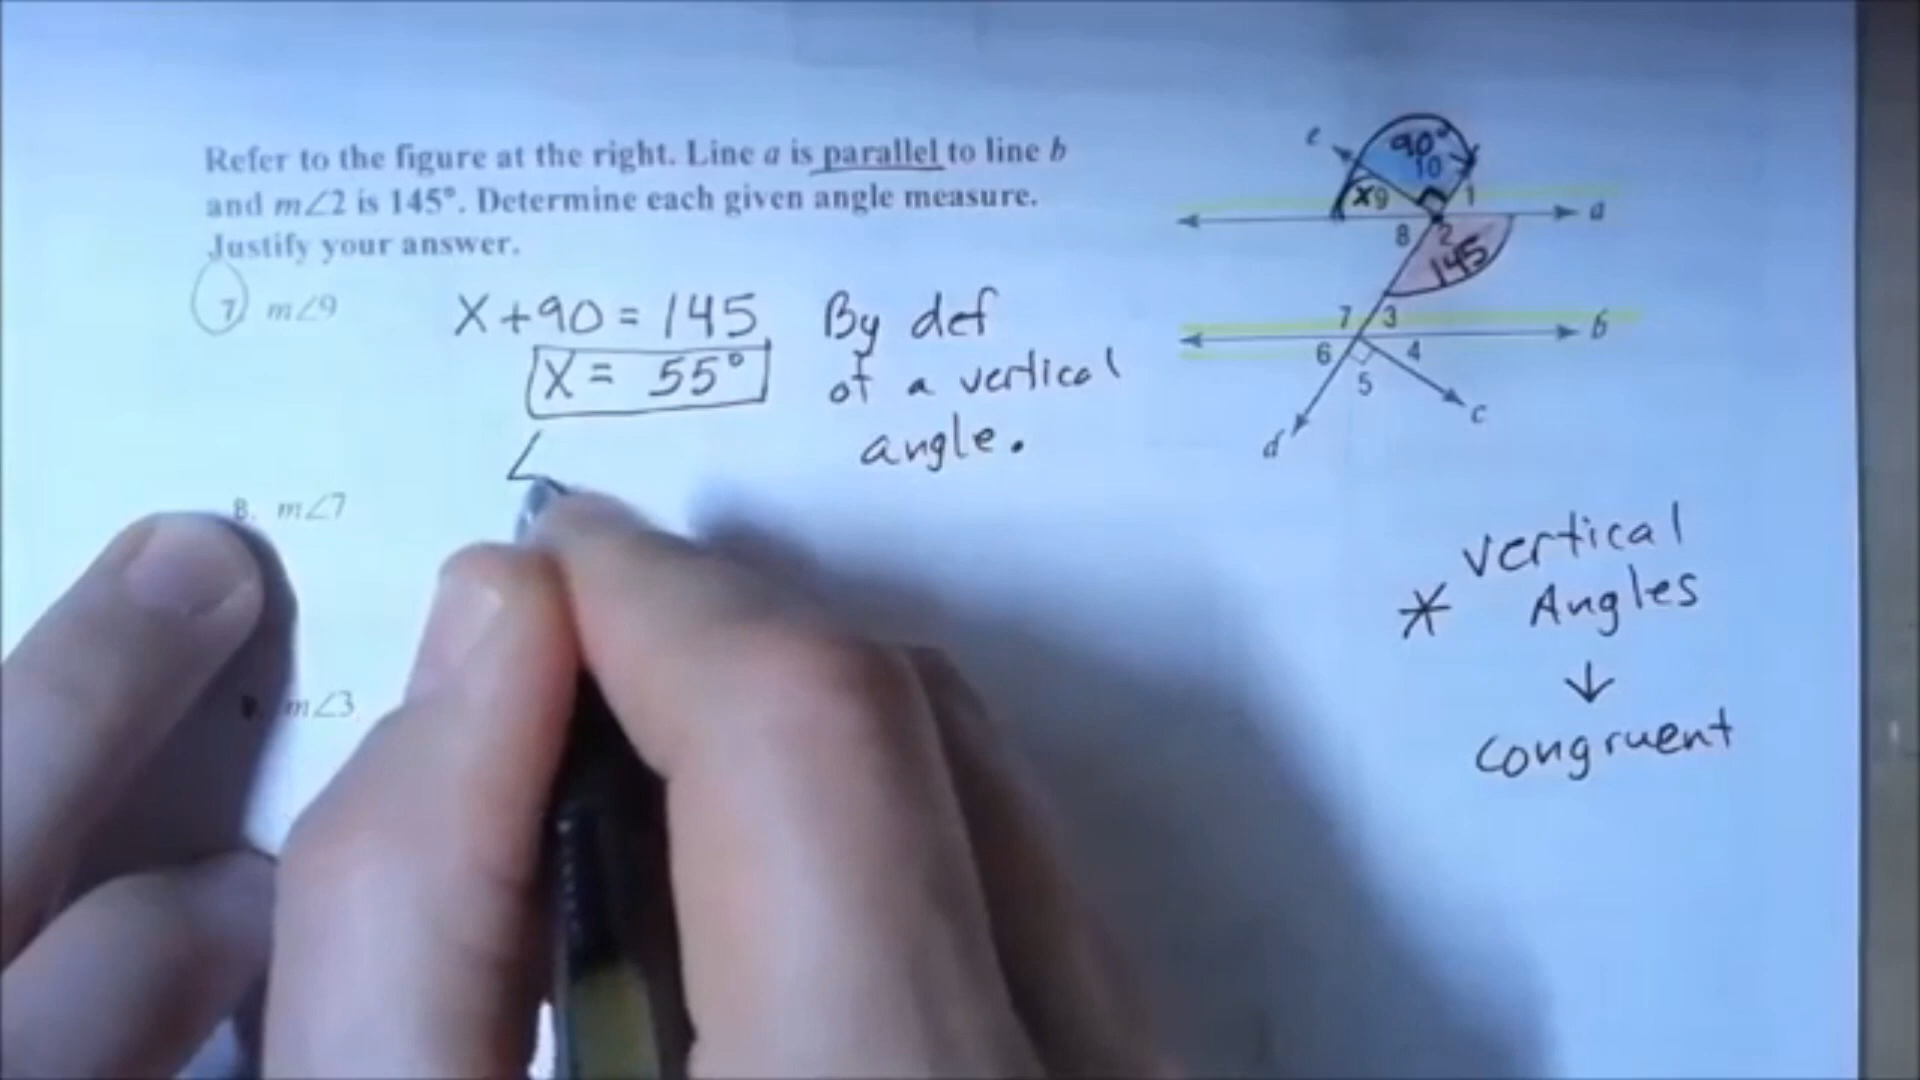 Refer to the figure at the right. Line a is parallel to line b
and m∠2 is 145°. Determine each given angle measure.
Justify your answer.
7) m∠9
X+90 = 145
X = 55°
∠
By def
of a vertical
angle.
8. m∠7
m∠3
e
90°
10
x9
1
a
8
2
145
7
3
b
6
4
5
c
d
* Vertical
Angles
↓
congruent